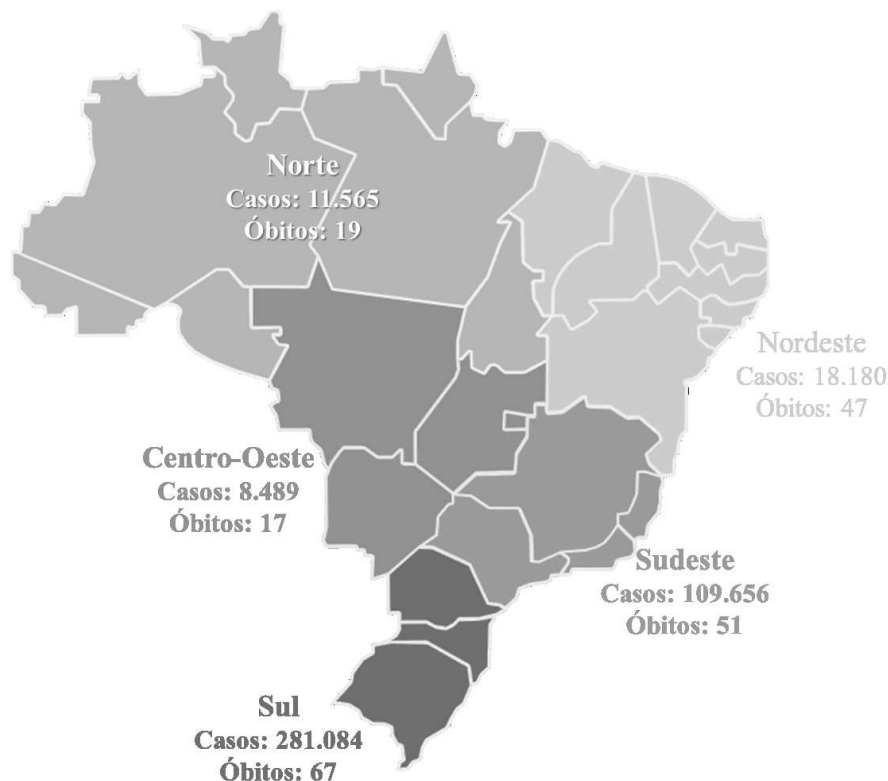 Norte
Casos: 11.565
Óbitos: 19
Nordeste
Casos: 18.180
Óbitos: 47
Centro-Oeste
Casos: 8.489
Óbitos: 17
Sudeste
Casos: 109.656
Óbitos: 51
Sul
Casos: 281.084
Óbitos: 67